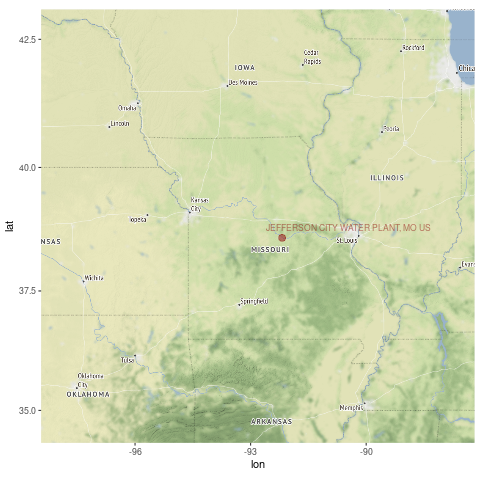 42.5
40.0
37.5
35.0
lat
-96
-93
-90
lon
Rockford
Cedar
Rapids
IOWA
Des Moines
Omaha
Lincoln
Peoria
ILLINOIS
Kansas
City
Topeka
JEFFERSON CITY WATER PLANT, MO US
St Louis
MISSOURI
NSAS
Wichita
Springfield
Tulsa
Oklahoma
City
OKLAHOMA
Memphis
ARKANSAS